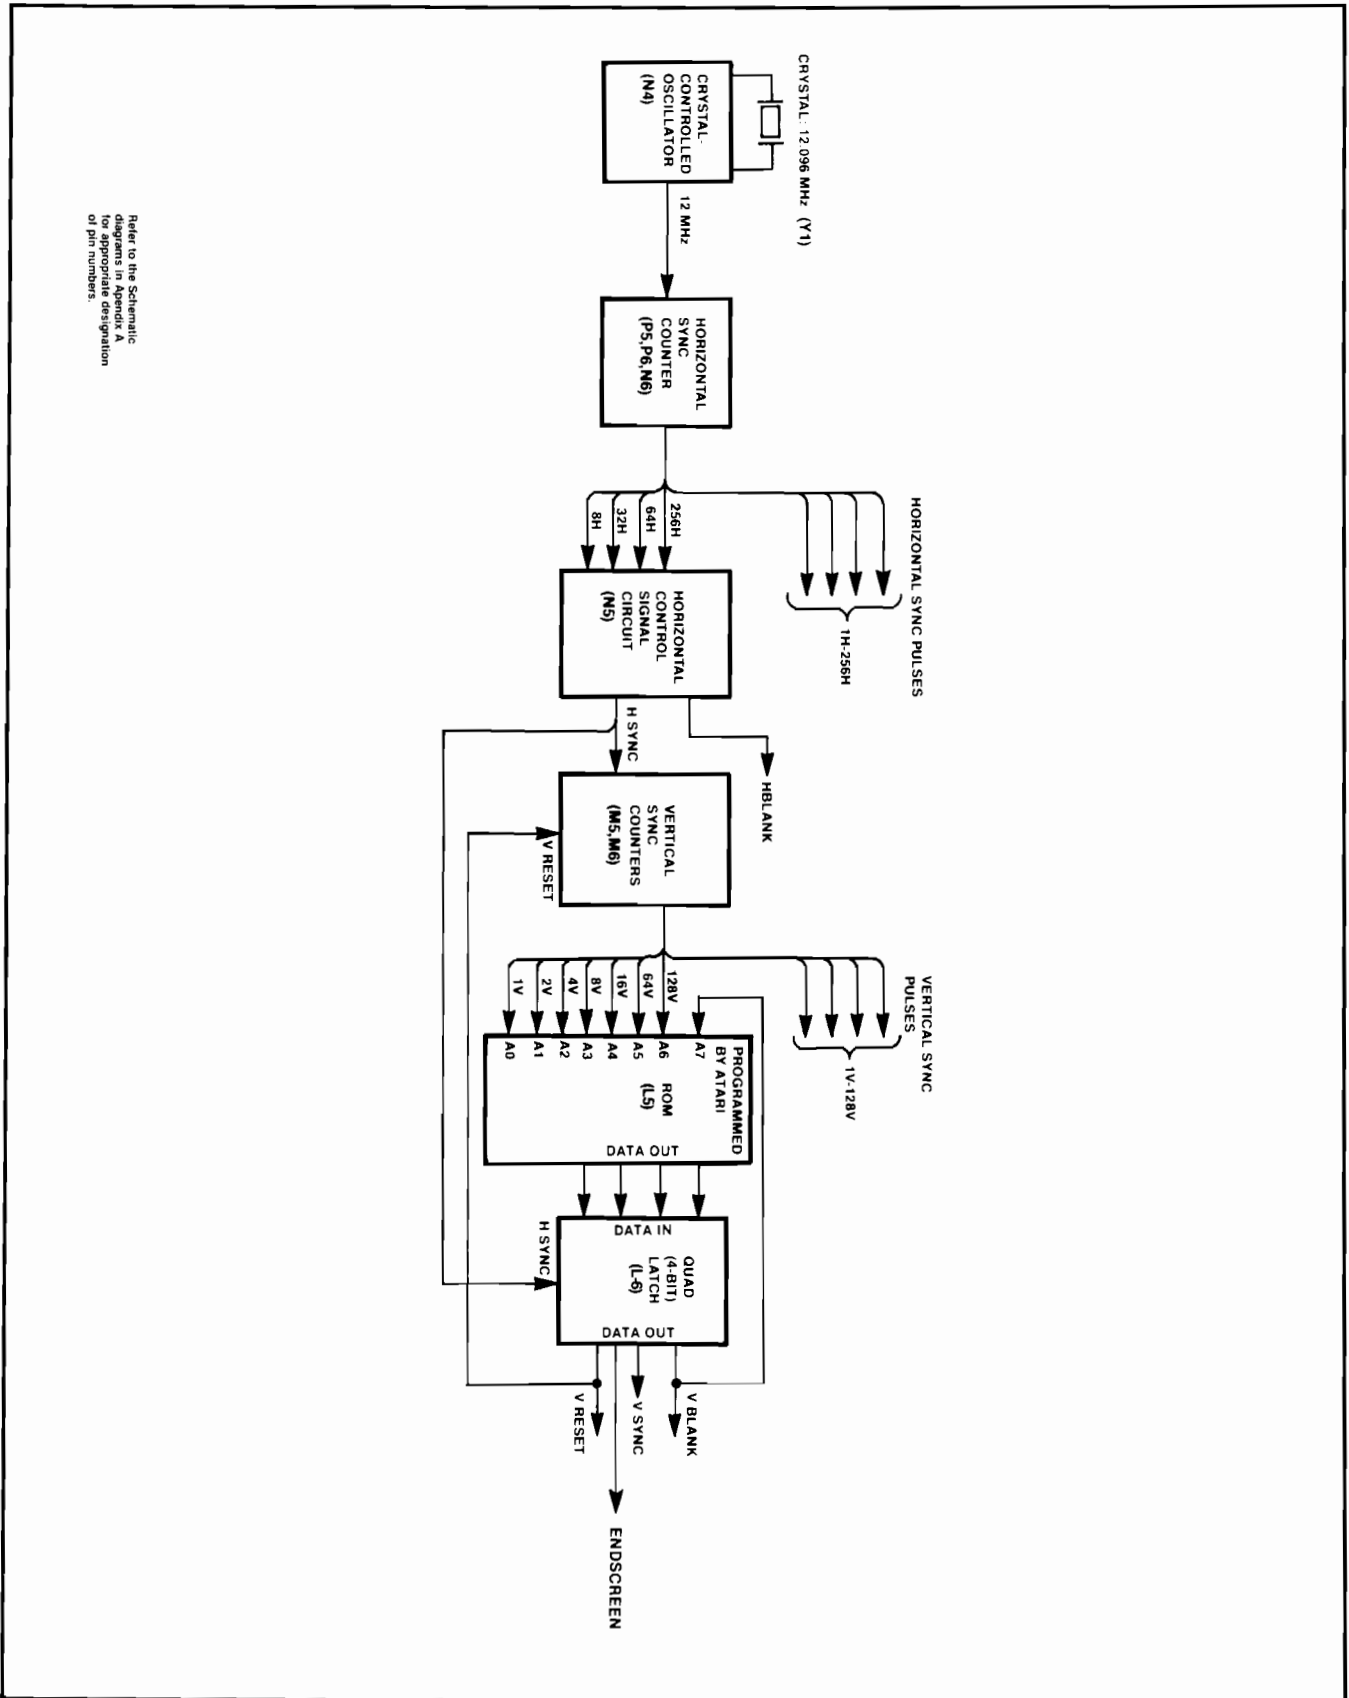 CRYSTAL: 12.096 MHz (Y1)
CRYSTAL-
CONTROLLED
OSCILLATOR
(N4)
12 MHz
HORIZONTAL
SYNC
COUNTER
(P5,P6,N6)
HORIZONTAL SYNC PULSES
1H-256H
256H
64H
32H
8H
HORIZONTAL
CONTROL
SIGNAL
CIRCUIT
(N5)
HBLANK
H SYNC
VERTICAL
SYNC
COUNTERS
(M5,M6)
V RESET
VERTICAL SYNC
PULSES
1V-128V
128V
64V
16V
8V
4V
2V
1V
PROGRAMMED
BY ATARI
A7
A6
A5
A4
A3
A2
A1
A0
ROM
(L5)
DATA OUT
DATA IN
QUAD
(4-BIT)
LATCH
(L-6)
H SYNC
DATA OUT
V BLANK
V SYNC
V RESET
ENDSCREEN
Refer to the Schematic
diagrams in Apendix A
for appropriate designation
of pin numbers.